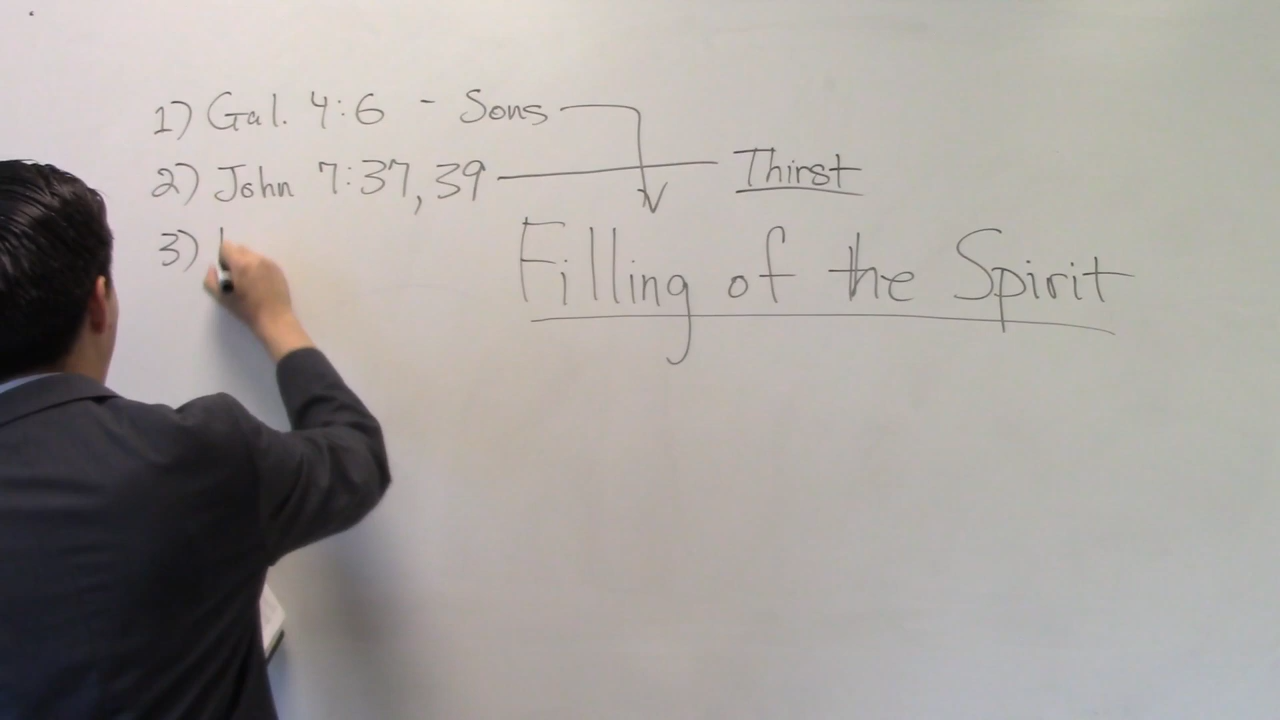 1) Gal. 4:6 - Sons
2) John 7:37, 39 Thirst
3)
Filling of the Spirit